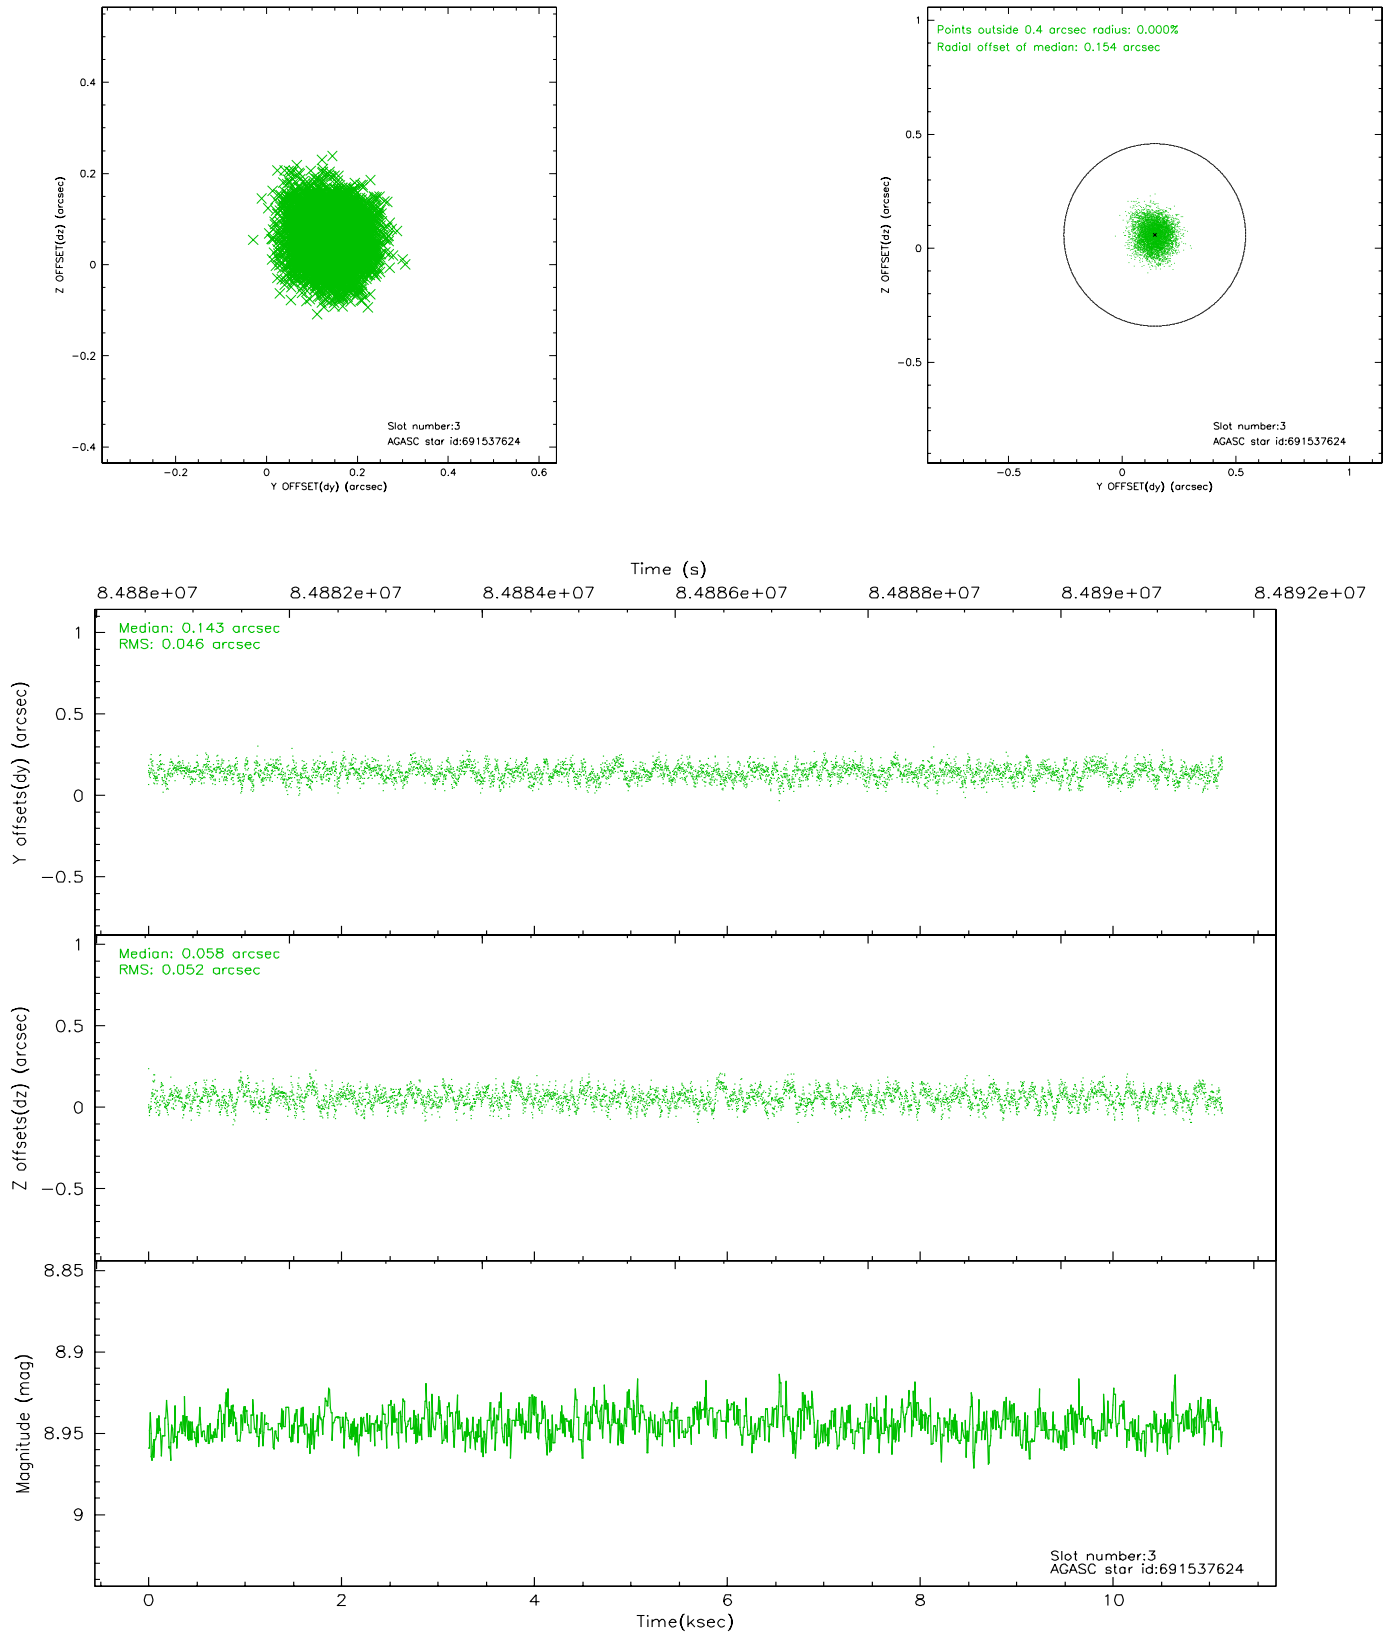 0.4
0.2
0
−0.2
−0.4
Z OFFSET(dz) (arcsec)
Slot number:3
AGASC star id:691537624
−0.2 0 0.2 0.4 0.6
Y OFFSET(dy) (arcsec)
Points outside 0.4 arcsec radius: 0.000%
Radial offset of median: 0.154 arcsec
1
0.5
0
−0.5
Z OFFSET(dz) (arcsec)
Slot number:3
AGASC star id:691537624
−0.5 0 0.5 1
Y OFFSET(dy) (arcsec)
Time (s)
8.488e+07 8.4882e+07 8.4884e+07 8.4886e+07 8.4888e+07 8.489e+07 8.4892e+07
Median: 0.143 arcsec
RMS: 0.046 arcsec
1
0.5
0
−0.5
Y offsets(dy) (arcsec)
Median: 0.058 arcsec
RMS: 0.052 arcsec
1
0.5
0
−0.5
Z offsets(dz) (arcsec)
8.85
8.9
8.95
9
Magnitude (mag)
Slot number:3
AGASC star id:691537624
0 2 4 6 8 10
Time(ksec)